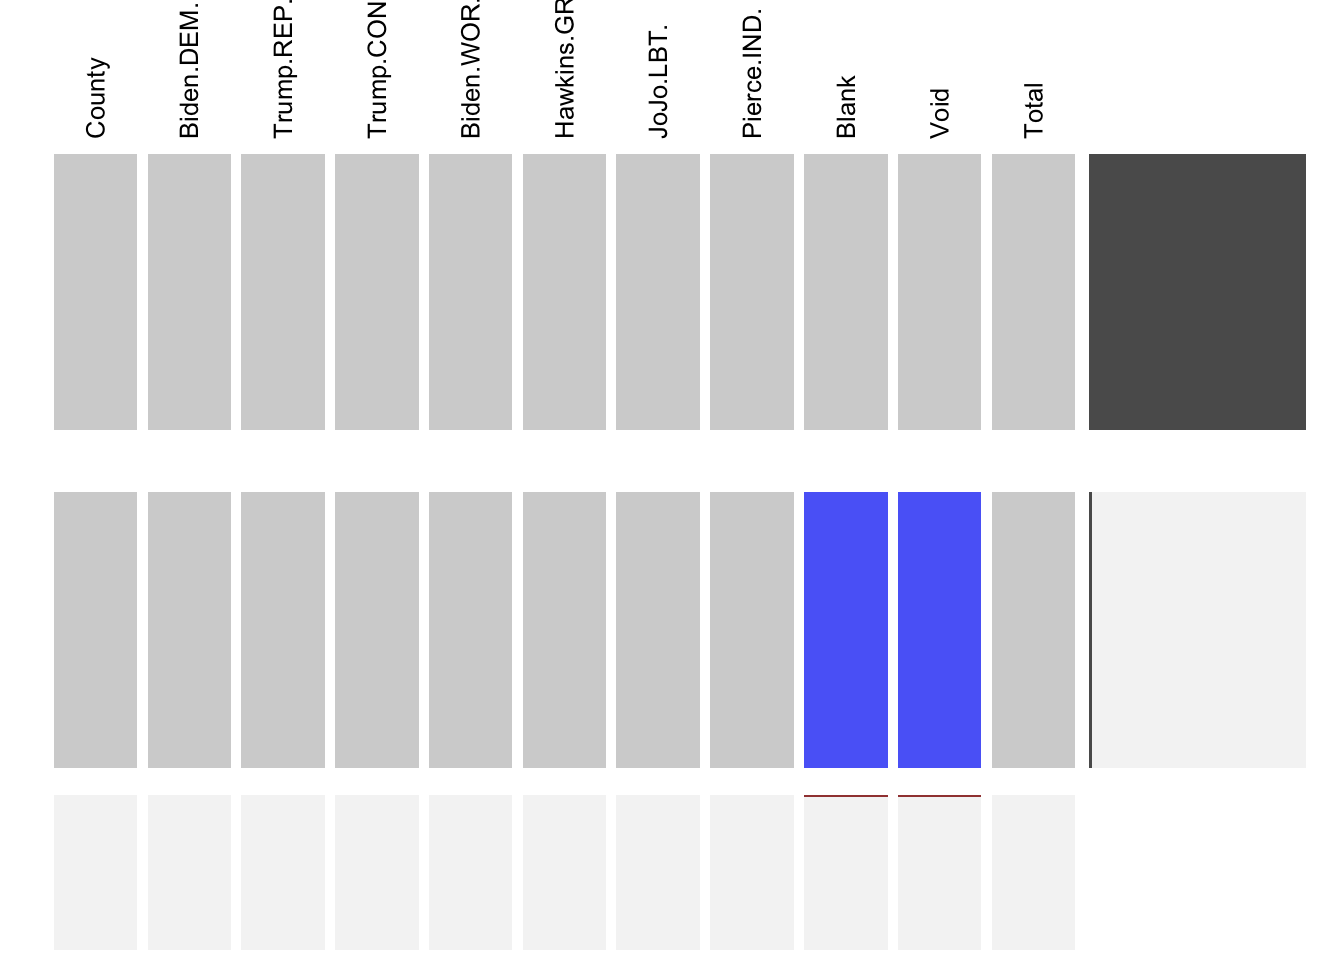 County
Biden.DEM.
Trump.REP.
Trump.CON
Biden.WOR.
Hawkins.GR
JoJo.LBT.
Pierce.IND.
Blank
Void
Total